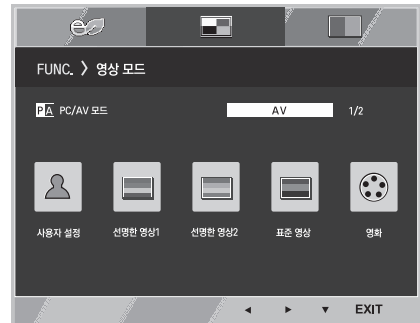 FUNC. > 영상 모드
PA PC/AV 모드 AV 1/2
사용자 설정 선명한 영상1 선명한 영상2 표준 영상 영화
◄ ► ▼ EXIT